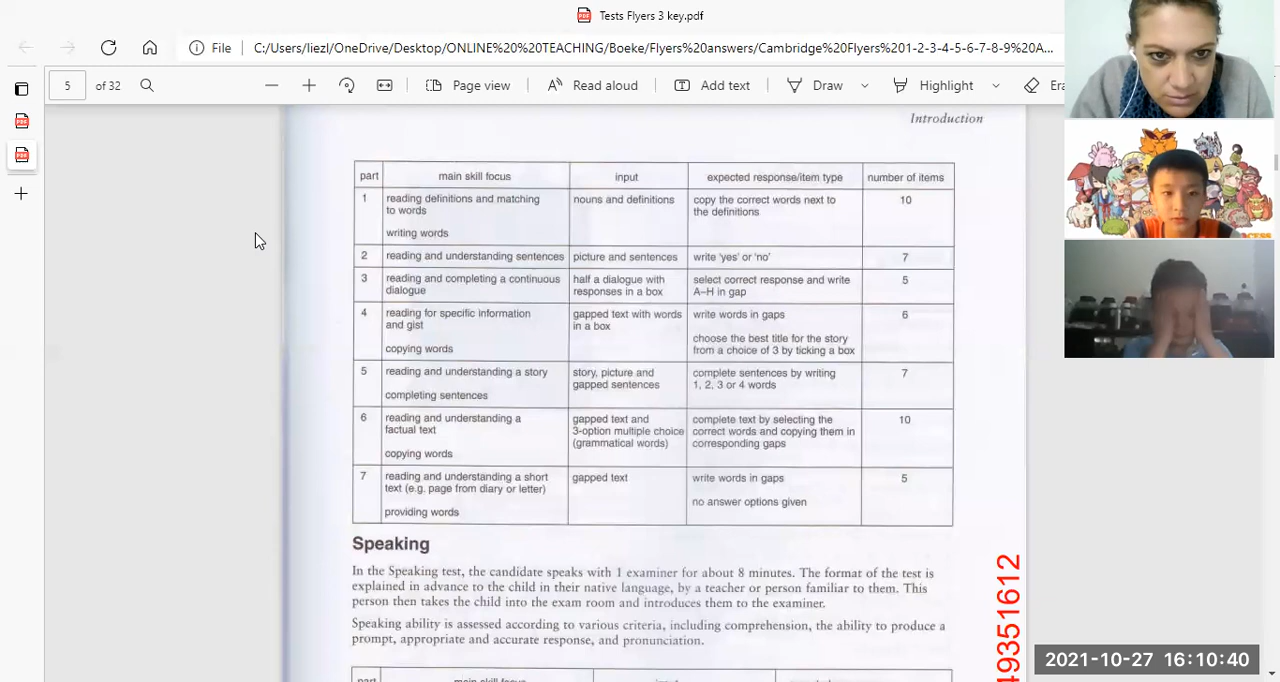 Tests Flyers 3 key.pdf
File
C:/Users/liezl/OneDrive/Desktop/ONLINE%20%20TEACHING/Boeke/Flyers%20answers/Cambridge%20Flyers%201-2-3-4-5-6-7-8-9%20A...
5 of 32
Page view
Read aloud
Add text
Draw
Highlight
Era
Introduction
part main skill focus input expected response/item type number of items
1 reading definitions and matching nouns and definitions copy the correct words next to 10
to words the definitions
writing words
2 reading and understanding sentences picture and sentences write 'yes' or 'no' 7
3 reading and completing a continuous half a dialogue with select correct response and write 5
dialogue responses in a box A–H in gap
4 reading for specific information gapped text with words write words in gaps 6
and gist in a box
choose the best title for the story
copying words from a choice of 3 by ticking a box
5 reading and understanding a story story, picture and complete sentences by writing 7
gapped sentences 1, 2, 3 or 4 words
completing sentences
6 reading and understanding a gapped text and complete text by selecting the 10
factual text 3-option multiple choice correct words and copying them in
(grammatical words) corresponding gaps
copying words
7 reading and understanding a short gapped text write words in gaps 5
text (e.g. page from diary or letter)
no answer options given
providing words
Speaking
In the Speaking test, the candidate speaks with 1 examiner for about 8 minutes. The format of the test is
explained in advance to the child in their native language, by a teacher or person familiar to them. This
person then takes the child into the exam room and introduces them to the examiner.
Speaking ability is assessed according to various criteria, including comprehension, the ability to produce a
prompt, appropriate and accurate response, and pronunciation.
part main skill focus input
49351612
2021-10-27 16:10:40